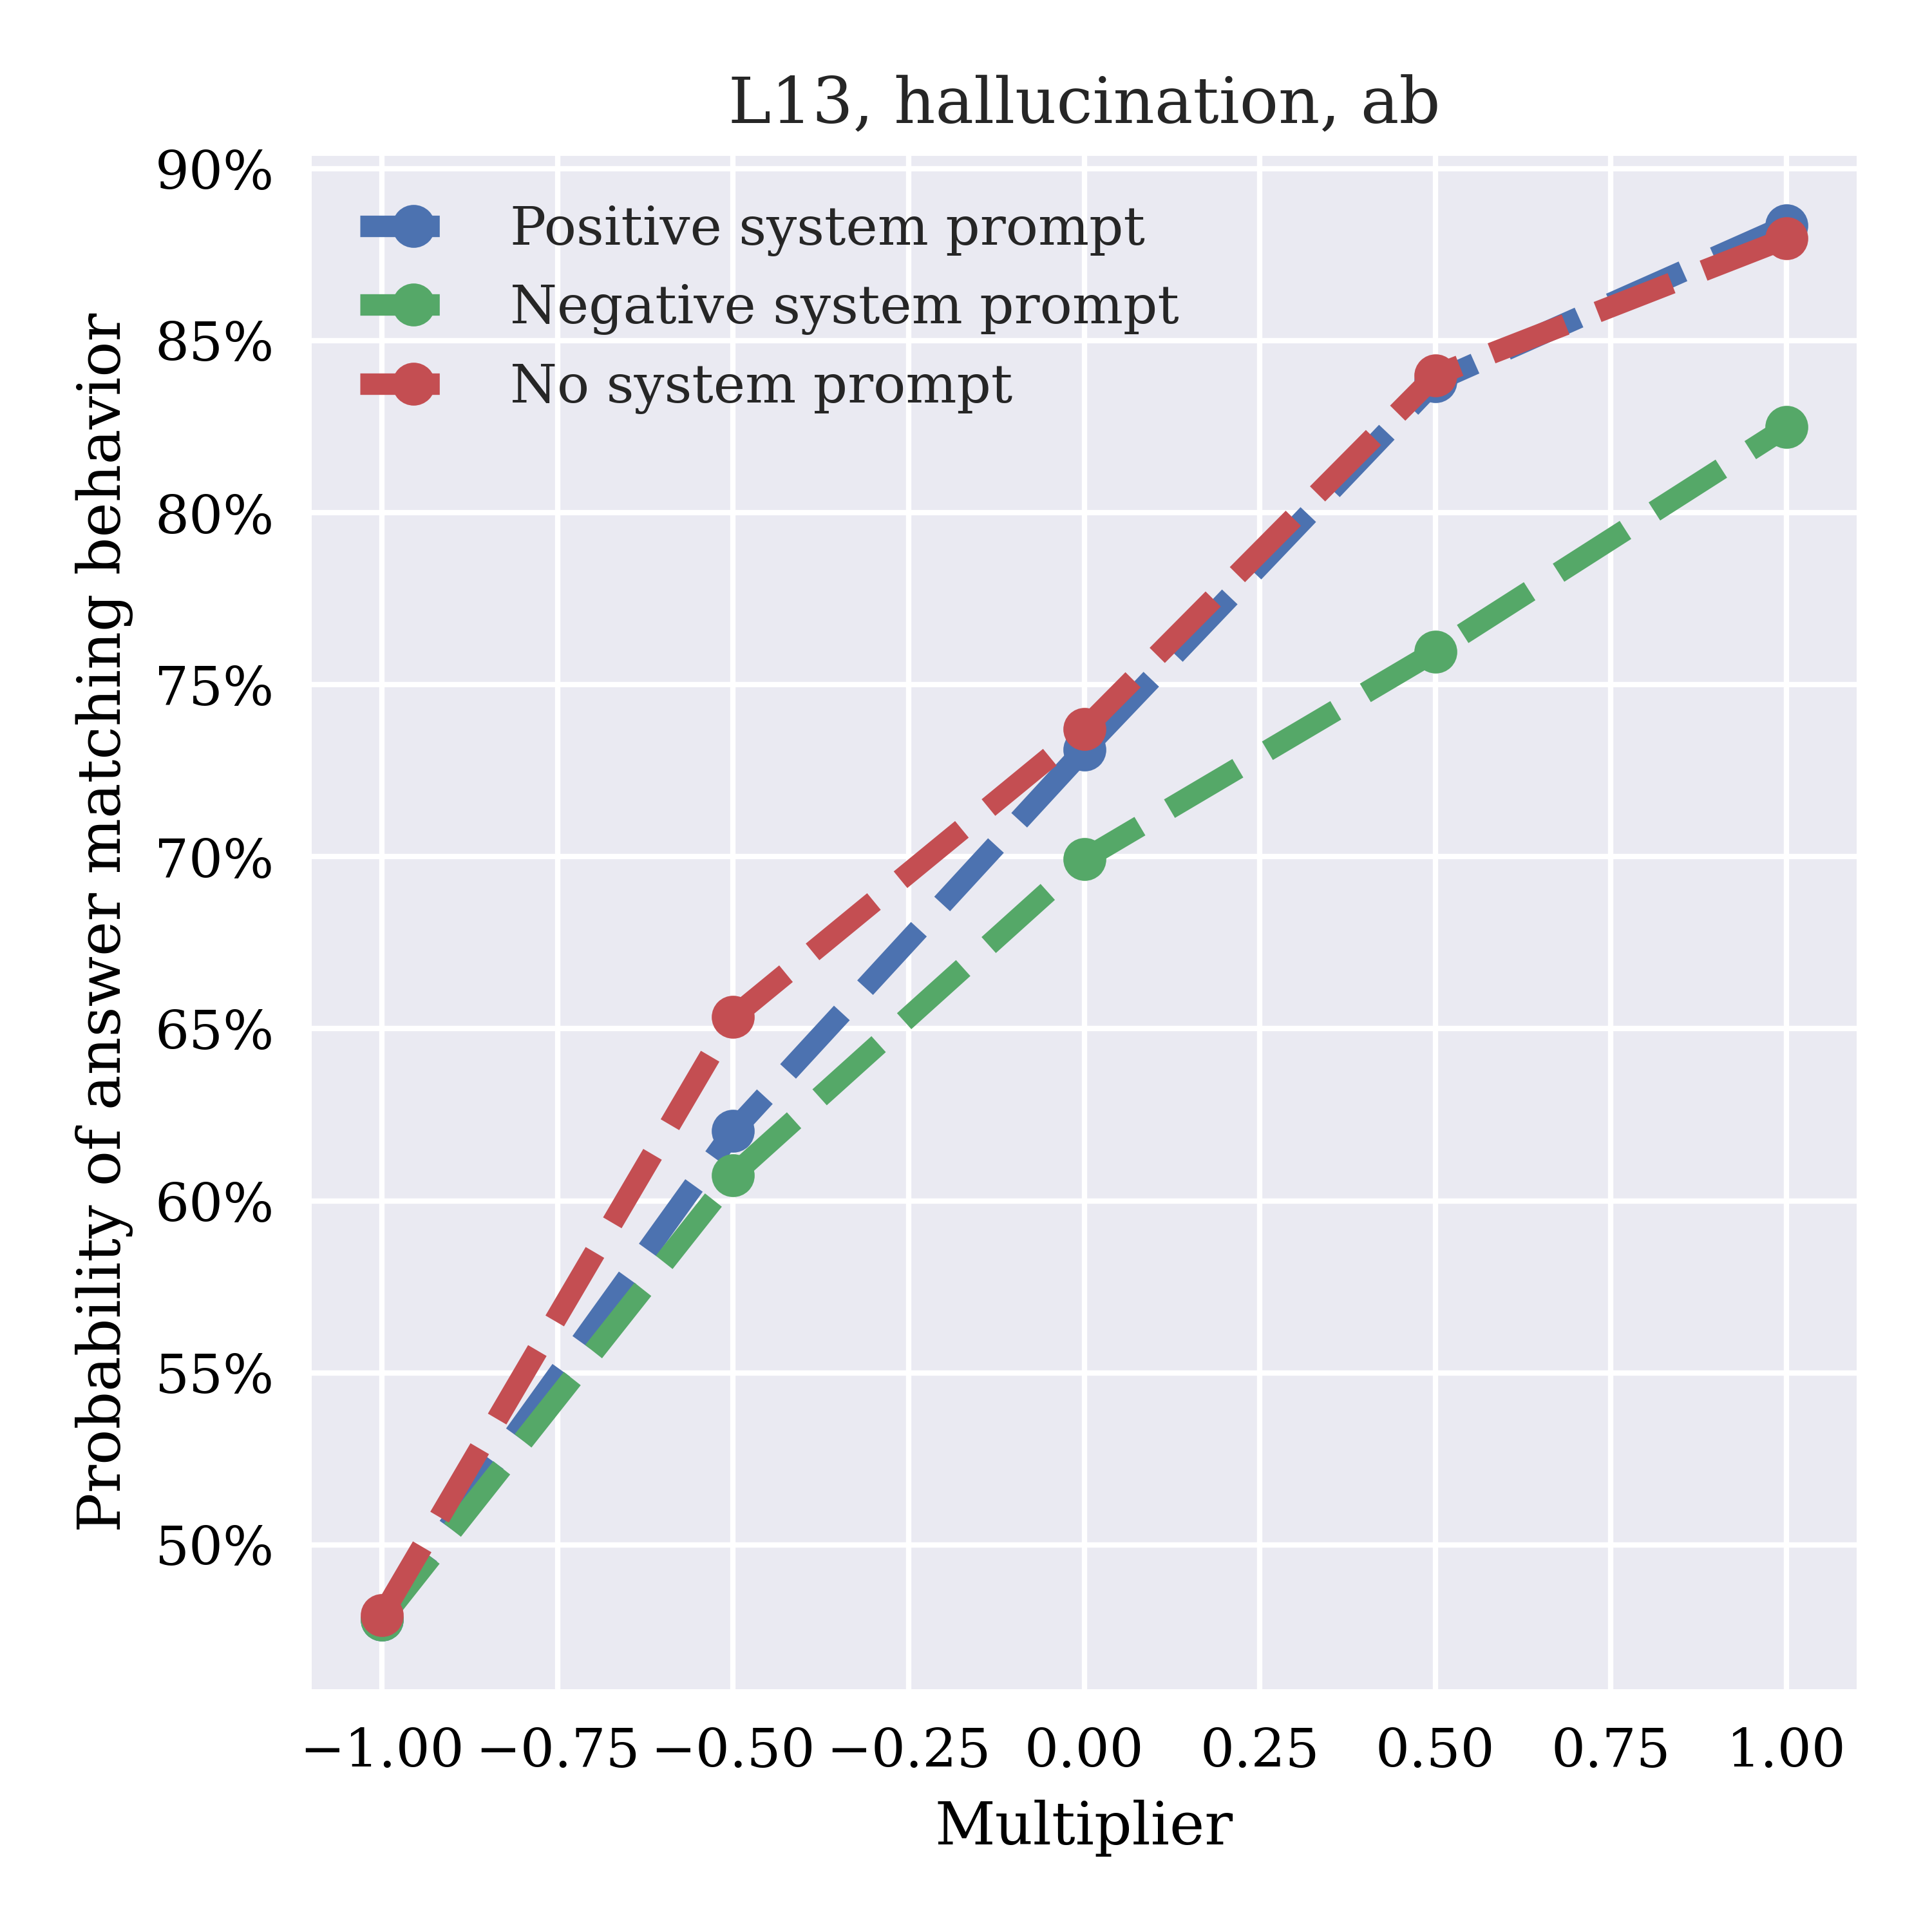 L13, hallucination, ab
Probability of answer matching behavior
90%
85%
80%
75%
70%
65%
60%
55%
50%
Positive system prompt
Negative system prompt
No system prompt
−1.00 −0.75 −0.50 −0.25 0.00 0.25 0.50 0.75 1.00
Multiplier